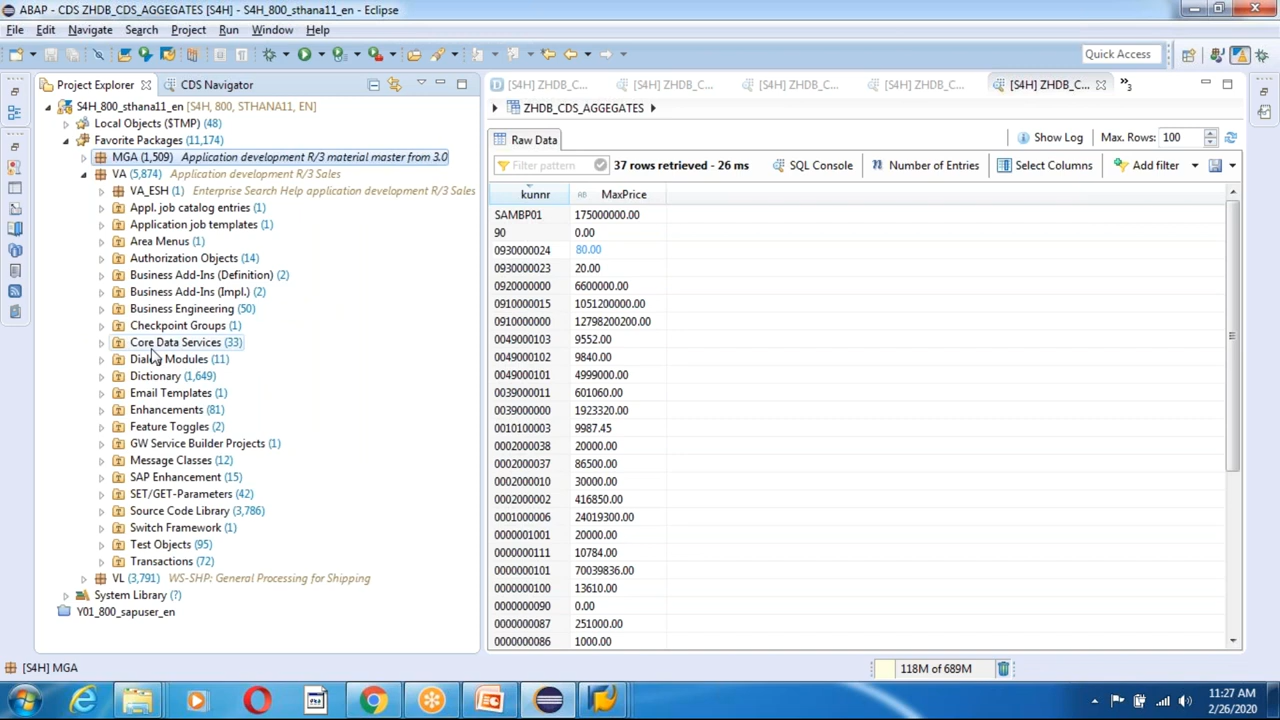 ABAP - CDS ZHDB_CDS_AGGEGATES [S4H] - S4H_800_sthana11_en - Eclipse
File Edit Navigate Search Project Run Window Help
Quick Access
Project Explorer CDS Navigator
S4H_800_sthana11_en [S4H, 800, STHANA11, EN]
Local Objects ($TMP) (48)
Favorite Packages (11,174)
MGA (1,509) Application development R/3 material master from 3.0
VA (5,874) Application development R/3 Sales
VA_ESH (1) Enterprise Search Help application development R/3 Sales
Appl. job catalog entries (1)
Application job templates (1)
Area Menus (1)
Authorization Objects (14)
Business Add-Ins (Definition) (2)
Business Add-Ins (Impl.) (2)
Business Engineering (50)
Checkpoint Groups (1)
Core Data Services (33)
Dialog Modules (11)
Dictionary (1,649)
Email Templates (1)
Enhancements (81)
Feature Toggles (2)
GW Service Builder Projects (1)
Message Classes (12)
SAP Enhancement (15)
SET/GET-Parameters (42)
Source Code Library (3,786)
Switch Framework (1)
Test Objects (95)
Transactions (72)
VL (3,791) WS-SHP: General Processing for Shipping
System Library (?)
Y01_800_sapuser_en
[S4H] ZHDB_C... [S4H] ZHDB_C... [S4H] ZHDB_C... [S4H] ZHDB_C... [S4H] ZHDB_C... »3
ZHDB_CDS_AGGEGATES
Raw Data Show Log Max. Rows: 100
Filter pattern 37 rows retrieved - 26 ms SQL Console Number of Entries Select Columns Add filter
kunnr MaxPrice
SAMBP01 175000000.00
90 0.00
0930000024 80.00
0930000023 20.00
0920000000 6600000.00
0910000015 1051200000.00
0910000000 12798200200.00
0049000103 9552.00
0049000102 9840.00
0049000101 4999000.00
0039000011 601060.00
0039000000 1923320.00
0010100003 9987.45
0002000038 20000.00
0002000037 86500.00
0002000010 30000.00
0002000002 416850.00
0001000006 24019300.00
0000001001 20000.00
0000000111 10784.00
0000000101 70039836.00
0000000100 13610.00
0000000090 0.00
0000000087 251000.00
0000000086 1000.00
[S4H] MGA
118M of 689M
11:27 AM
2/26/2020